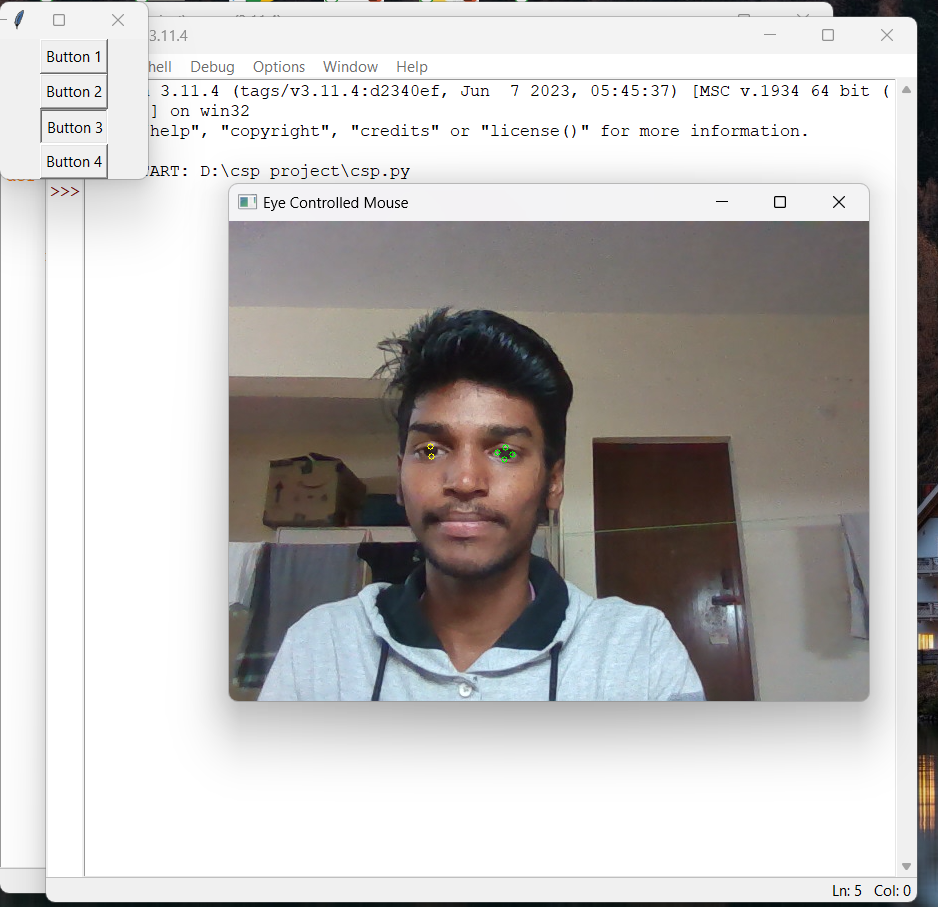 3.11.4
Button 1
hell Debug Options Window Help
Button 2
3.11.4 (tags/v3.11.4:d2340ef, Jun 7 2023, 05:45:37) [MSC v.1934 64 bit (
] on win32
Button 3
help", "copyright", "credits" or "license()" for more information.
Button 4
ART: D:\csp project\csp.py
>>>
Eye Controlled Mouse
Ln: 5 Col: 0